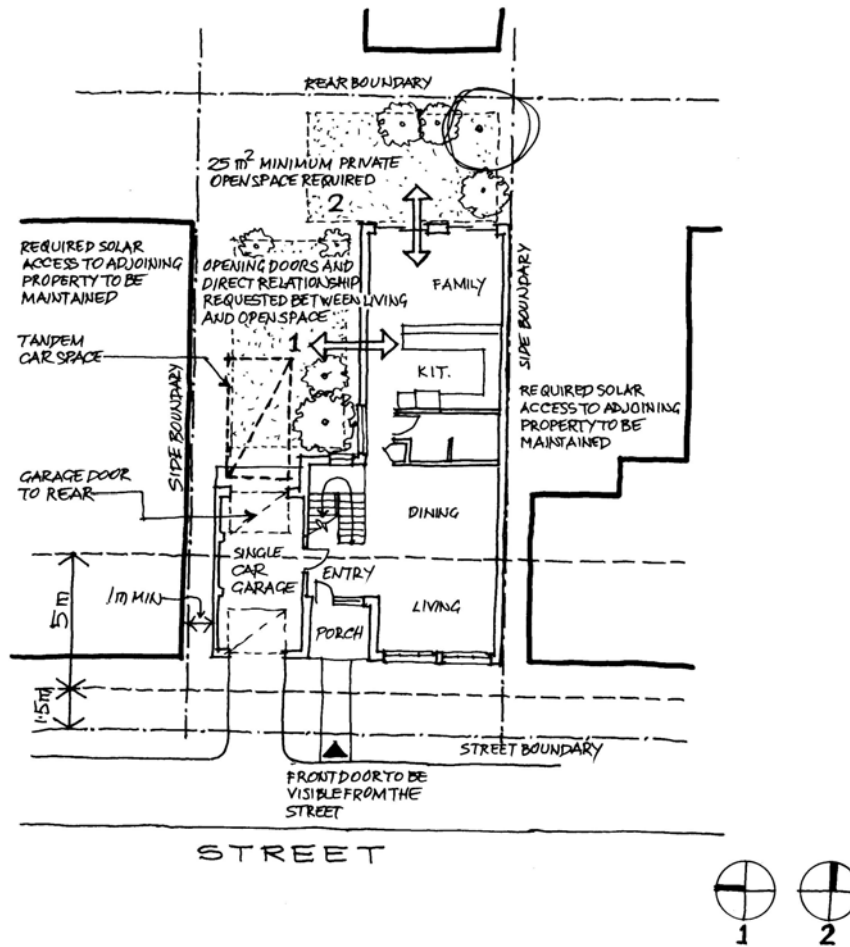 REAR BOUNDARY
25 m² MINIMUM PRIVATE
OPEN SPACE REQUIRED
2
REQUIRED SOLAR
ACCESS TO ADJOINING
PROPERTY TO BE
MAINTAINED
OPENING DOORS AND
DIRECT RELATIONSHIP
REQUESTED BETWEEN LIVING
AND OPEN SPACE
FAMILY
SIDE BOUNDARY
TANDEM
CAR SPACE
1
KIT.
SIDE BOUNDARY
REQUIRED SOLAR
ACCESS TO ADJOINING
PROPERTY TO BE
MAINTAINED
GARAGE DOOR
TO REAR
DINING
SINGLE
CAR
GARAGE
ENTRY
5m
1m MIN
LIVING
PORCH
1.5m
STREET BOUNDARY
FRONT DOOR TO BE
VISIBLE FROM THE
STREET
STREET
1
2